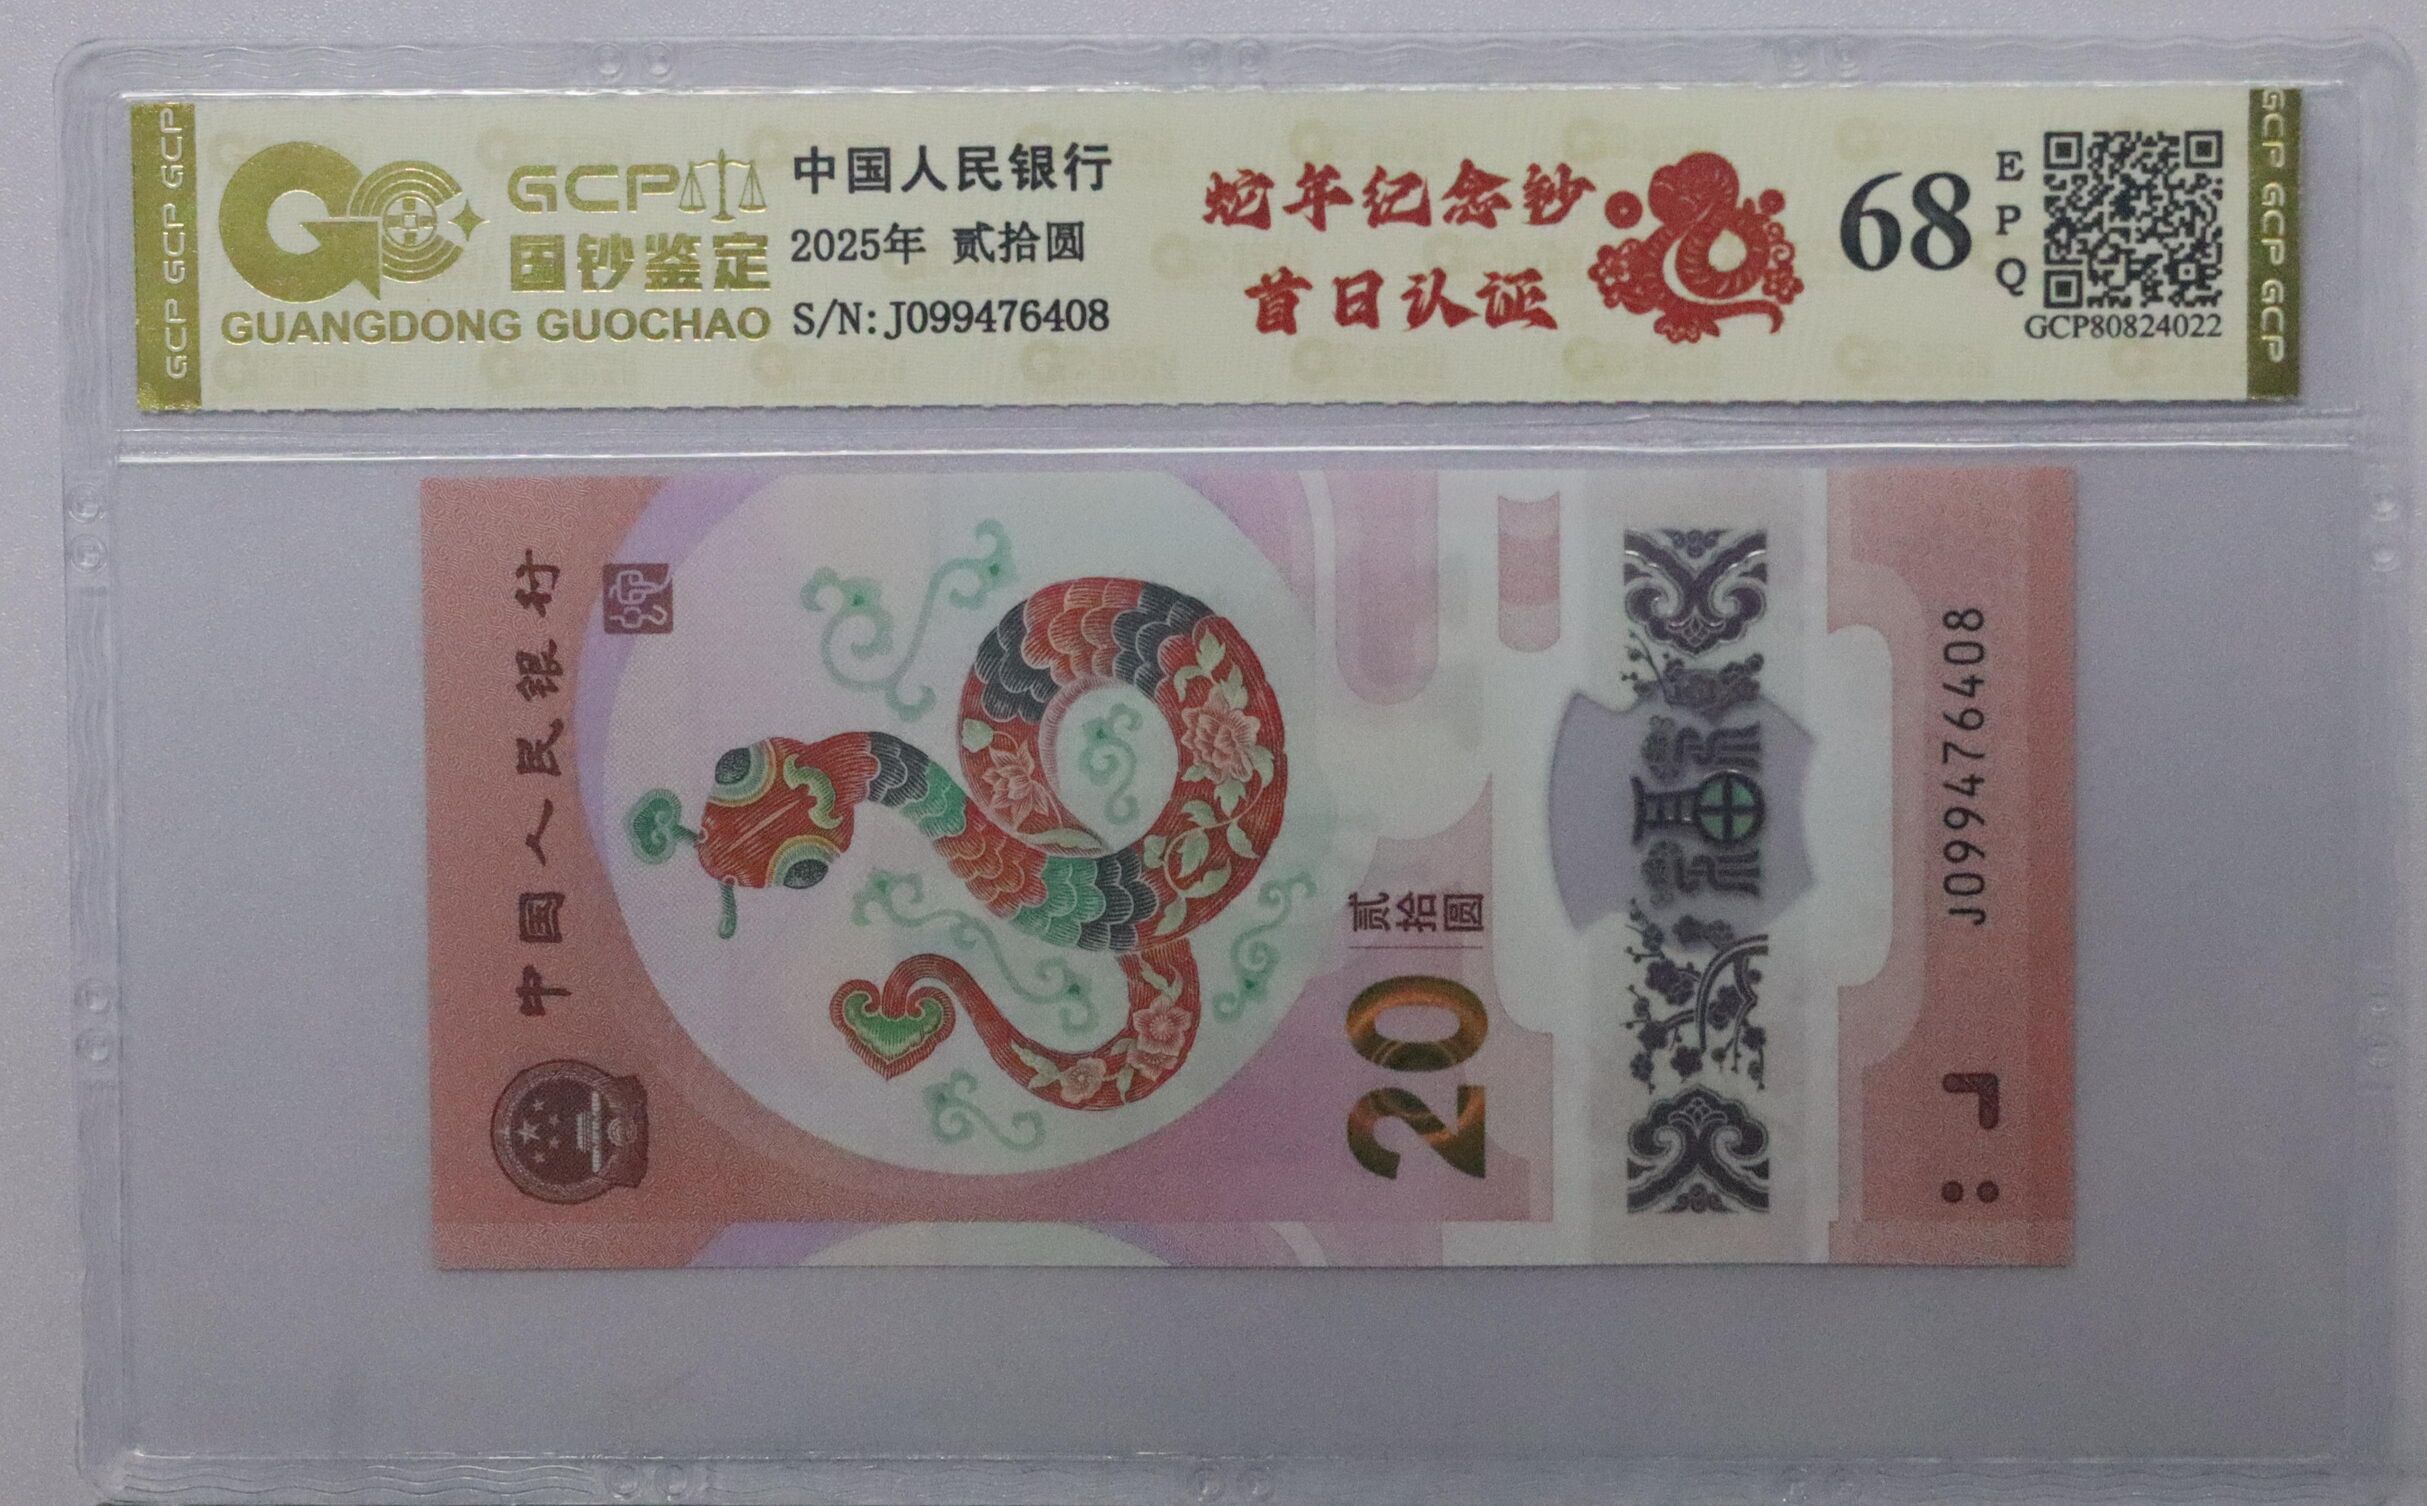 GCP GCP GCP
GCP
国钞鉴定
GUANGDONG GUOCHAO
中国人民银行
2025年 贰拾圆
S/N: J099476408
蛇年纪念钞
首日认证
68
EPQ
GCP80824022
GCP GCP GCP
中国人民银行
贰拾圆
20
福
J099476408